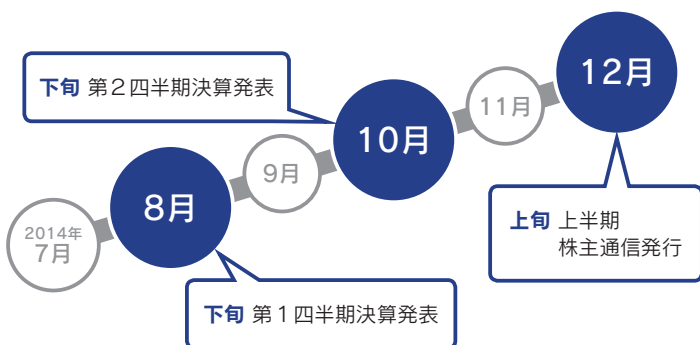 2014年
7月
8月
下旬 第1四半期決算発表
9月
10月
下旬 第2四半期決算発表
11月
12月
上旬 上半期
株主通信発行